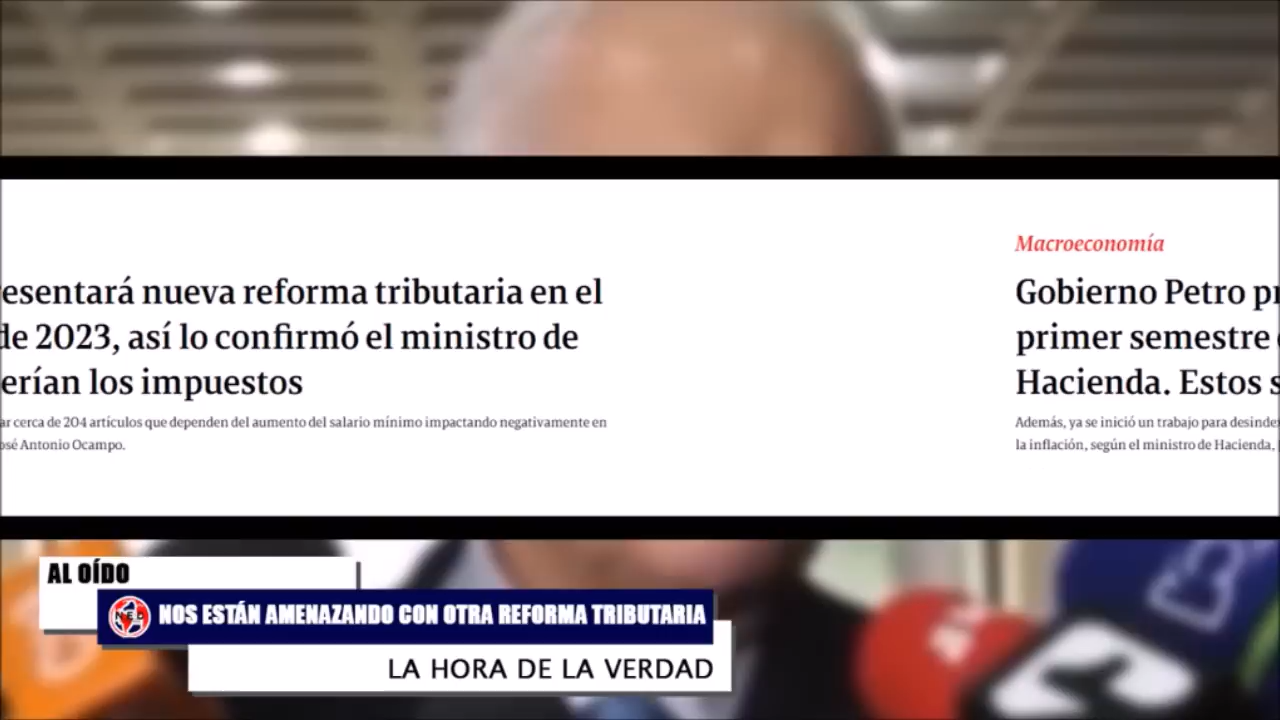 esentará nueva reforma tributaria en el
de 2023, así lo confirmó el ministro de
erían los impuestos
ar cerca de 204 artículos que dependen del aumento del salario mínimo impactando negativamente en
osé Antonio Ocampo.
Macroeconomía
Gobierno Petro pr
primer semestre
Hacienda. Estos s
Además, ya se inició un trabajo para desinde
la inflación, según el ministro de Hacienda,
AL OÍDO
NOS ESTÁN AMENAZANDO CON OTRA REFORMA TRIBUTARIA
LA HORA DE LA VERDAD